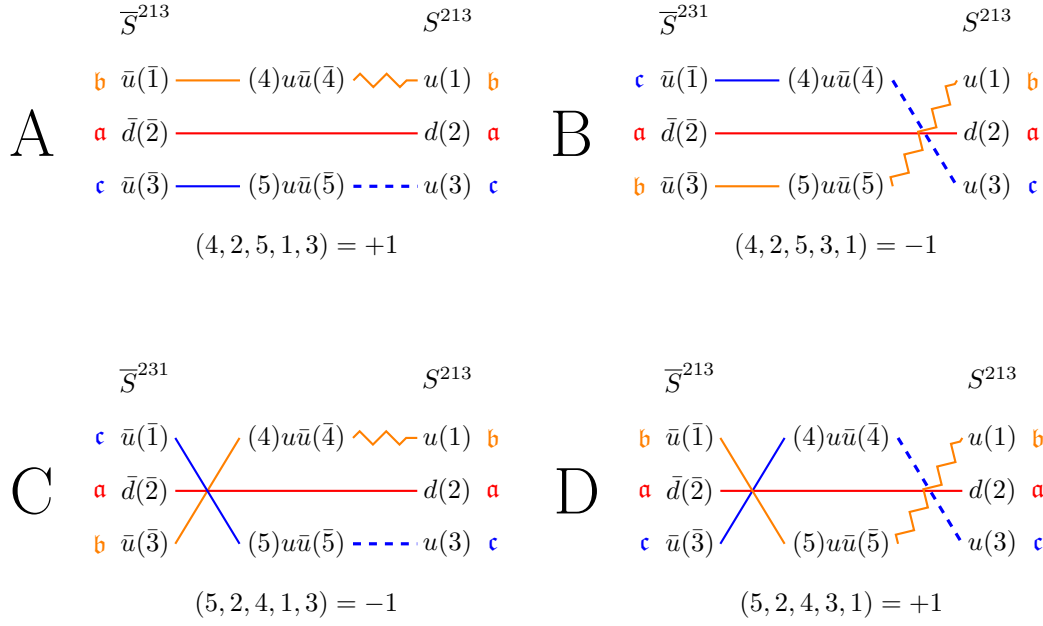 S̅²¹³ S²¹³
𝔟 ū(1̄) (4)uū(4̄) u(1) 𝔟
A 𝔞 d̄(2̄) d(2) 𝔞
𝔠 ū(3̄) (5)uū(5̄) u(3) 𝔠
(4, 2, 5, 1, 3) = +1
S̅²³¹ S²¹³
𝔠 ū(1̄) (4)uū(4̄) u(1) 𝔟
B 𝔞 d̄(2̄) d(2) 𝔞
𝔟 ū(3̄) (5)uū(5̄) u(3) 𝔠
(4, 2, 5, 3, 1) = −1
S̅²³¹ S²¹³
𝔠 ū(1̄) (4)uū(4̄) u(1) 𝔟
C 𝔞 d̄(2̄) d(2) 𝔞
𝔟 ū(3̄) (5)uū(5̄) u(3) 𝔠
(5, 2, 4, 1, 3) = −1
S̅²¹³ S²¹³
𝔟 ū(1̄) (4)uū(4̄) u(1) 𝔟
D 𝔞 d̄(2̄) d(2) 𝔞
𝔠 ū(3̄) (5)uū(5̄) u(3) 𝔠
(5, 2, 4, 3, 1) = +1